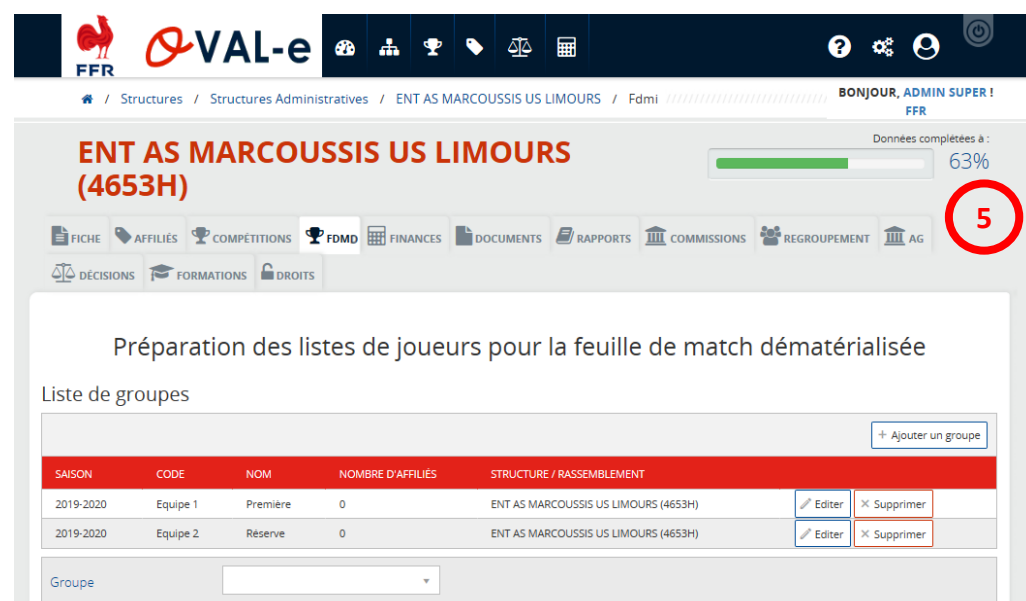 FFR
OVAL-e
?
/ Structures / Structures Administratives / ENT AS MARCOUSSIS US LIMOURS / Fdmi
BONJOUR, ADMIN SUPER !
FFR
ENT AS MARCOUSSIS US LIMOURS
(4653H)
Données complétées à :
63%
5
FICHE AFFILIÉS COMPÉTITIONS FDMD FINANCES DOCUMENTS RAPPORTS COMMISSIONS REGROUPEMENT AG
DÉCISIONS FORMATIONS DROITS
Préparation des listes de joueurs pour la feuille de match dématérialisée
Liste de groupes
+ Ajouter un groupe
SAISON CODE NOM NOMBRE D'AFFILIÉS STRUCTURE / RASSEMBLEMENT
2019-2020 Equipe 1 Première 0 ENT AS MARCOUSSIS US LIMOURS (4653H) Editer × Supprimer
2019-2020 Equipe 2 Réserve 0 ENT AS MARCOUSSIS US LIMOURS (4653H) Editer × Supprimer
Groupe